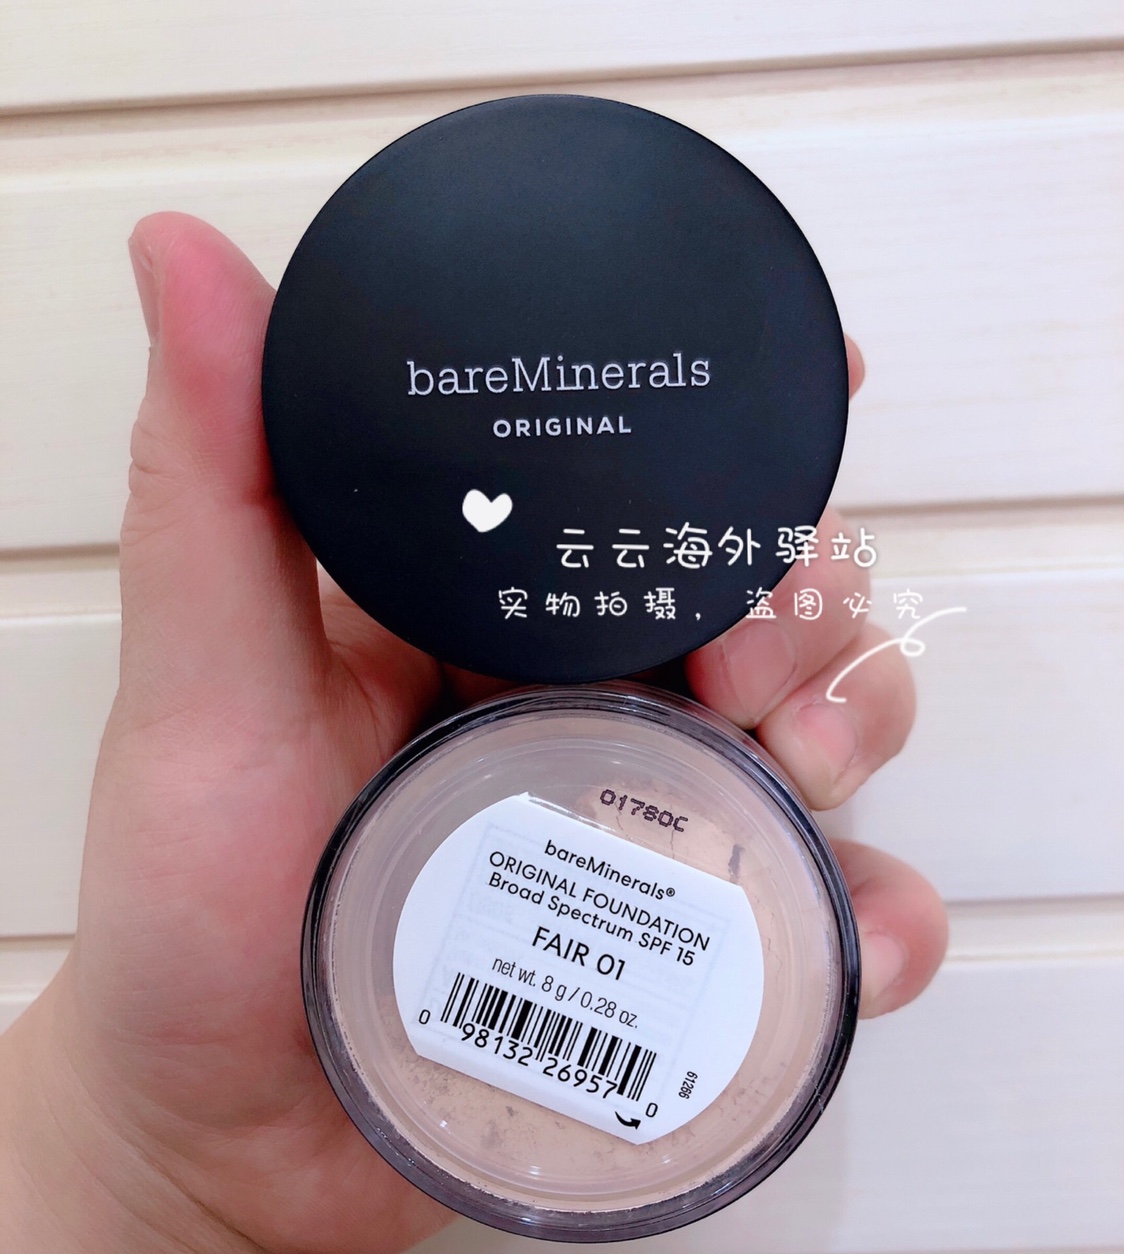 bareMinerals
ORIGINAL
云云海外驿站
实物拍摄，盗图必究
01780C
bareMinerals®
ORIGINAL FOUNDATION
Broad Spectrum SPF 15
FAIR 01
net wt. 8 g / 0.28 oz.
0 98132 26957 0
61266